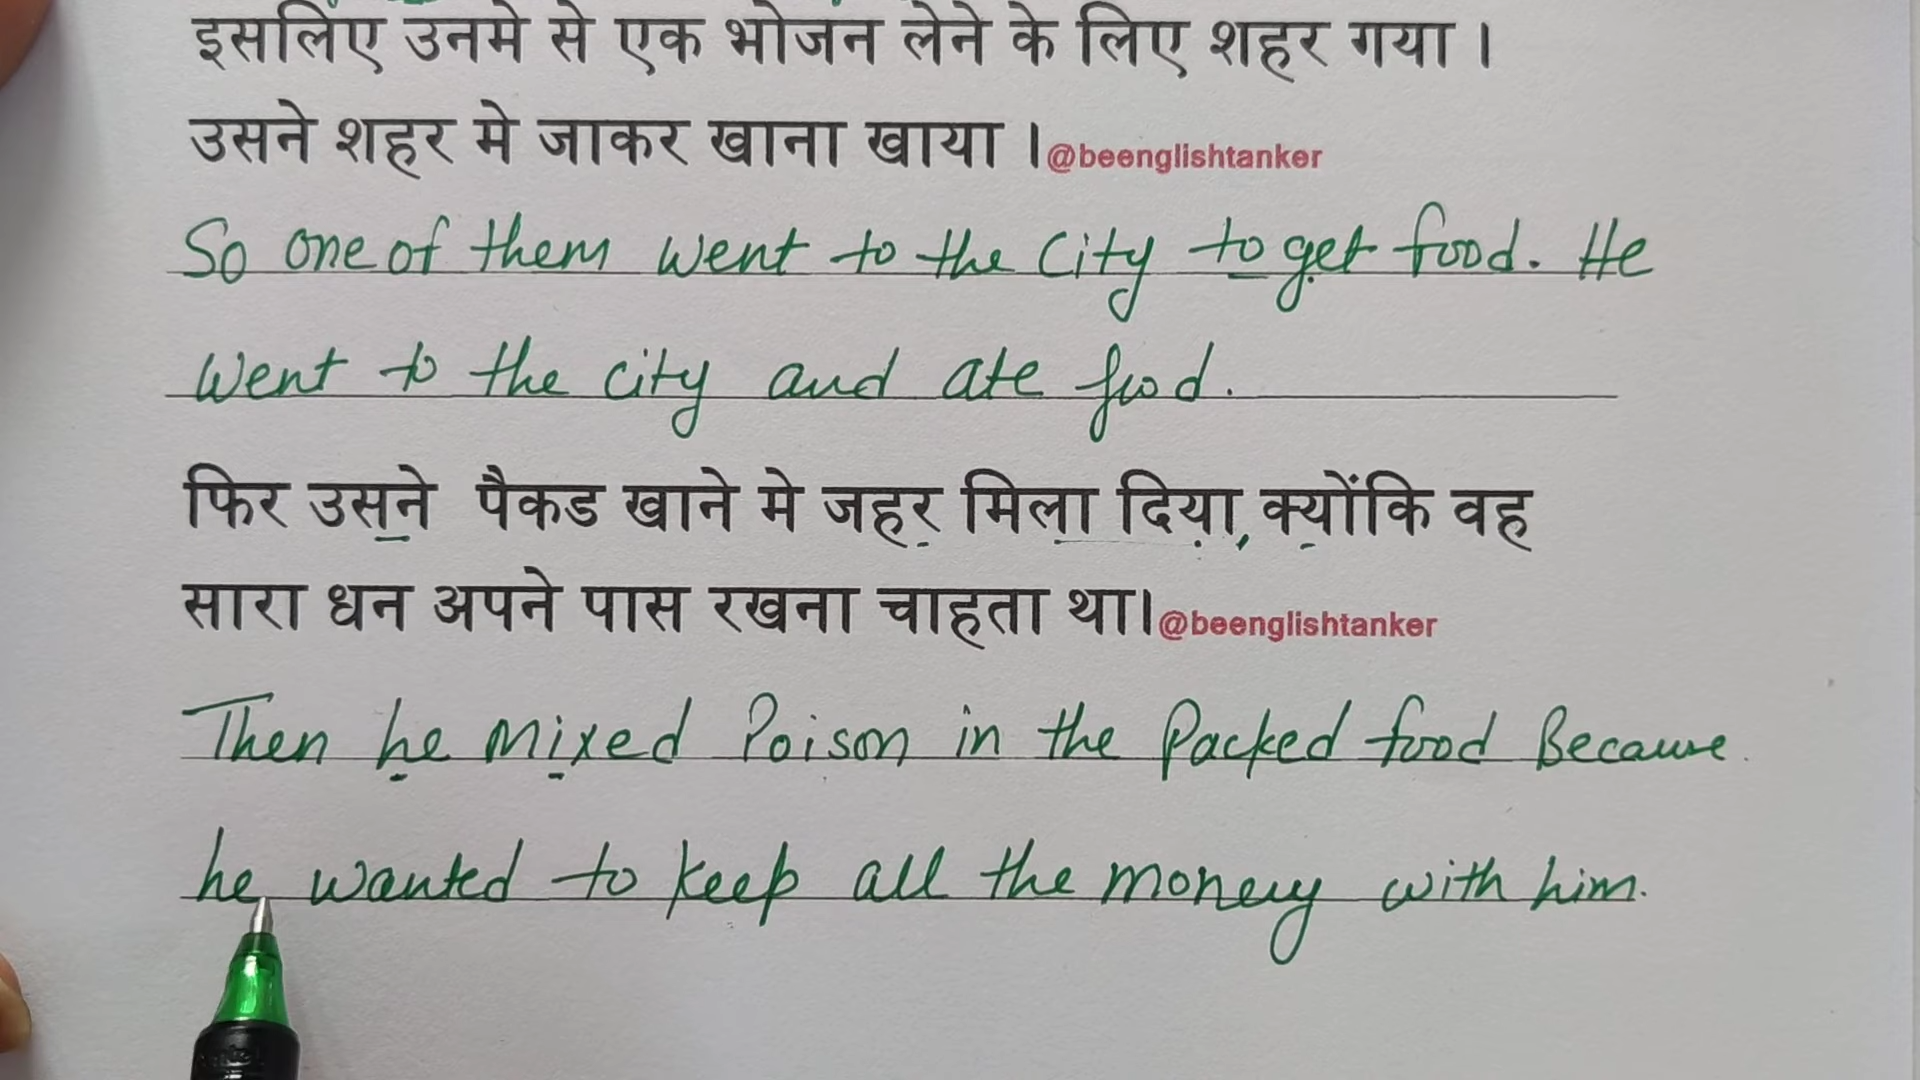 इसलिए उनमे से एक भोजन लेने के लिए शहर गया ।
उसने शहर मे जाकर खाना खाया ।@beenglishtanker
So one of them went to the City to get food. He
went to the city and ate food.
फिर उसने पैकड खाने मे जहर मिला दिया, क्योंकि वह
सारा धन अपने पास रखना चाहता था।@beenglishtanker
Then he mixed Poison in the Packed food Because
he wanted to keep all the money with him.